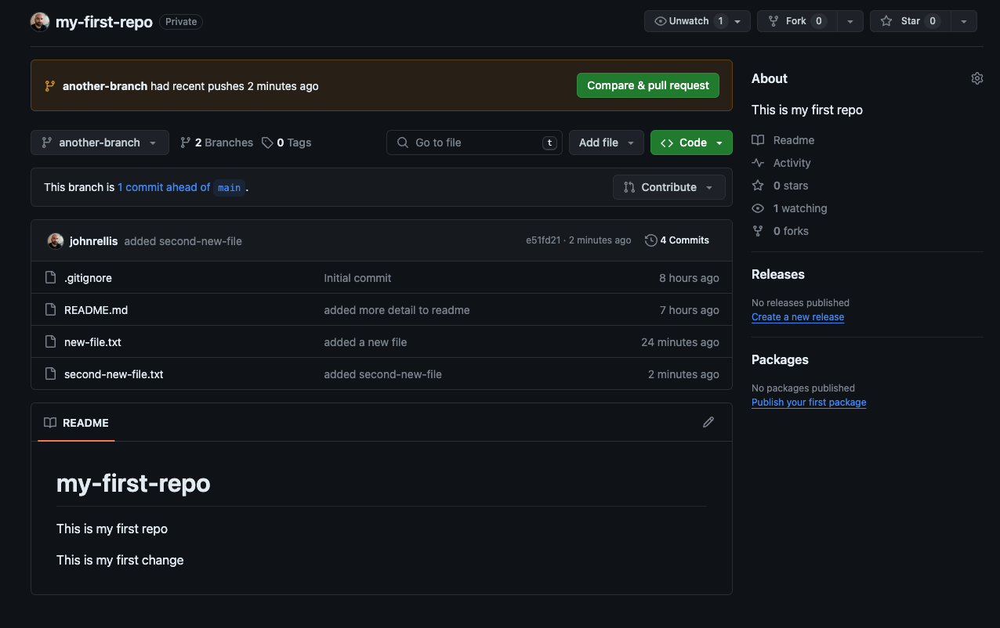 my-first-repo Private
Unwatch 1 Fork 0 Star 0
another-branch had recent pushes 2 minutes ago Compare & pull request
another-branch 2 Branches 0 Tags Go to file t Add file <> Code
This branch is 1 commit ahead of main . Contribute
johnrellis added second-new-file e51fd21 · 2 minutes ago 4 Commits
.gitignore Initial commit 8 hours ago
README.md added more detail to readme 7 hours ago
new-file.txt added a new file 24 minutes ago
second-new-file.txt added second-new-file 2 minutes ago
README
my-first-repo
This is my first repo
This is my first change
About
This is my first repo
Readme
Activity
0 stars
1 watching
0 forks
Releases
No releases published
Create a new release
Packages
No packages published
Publish your first package